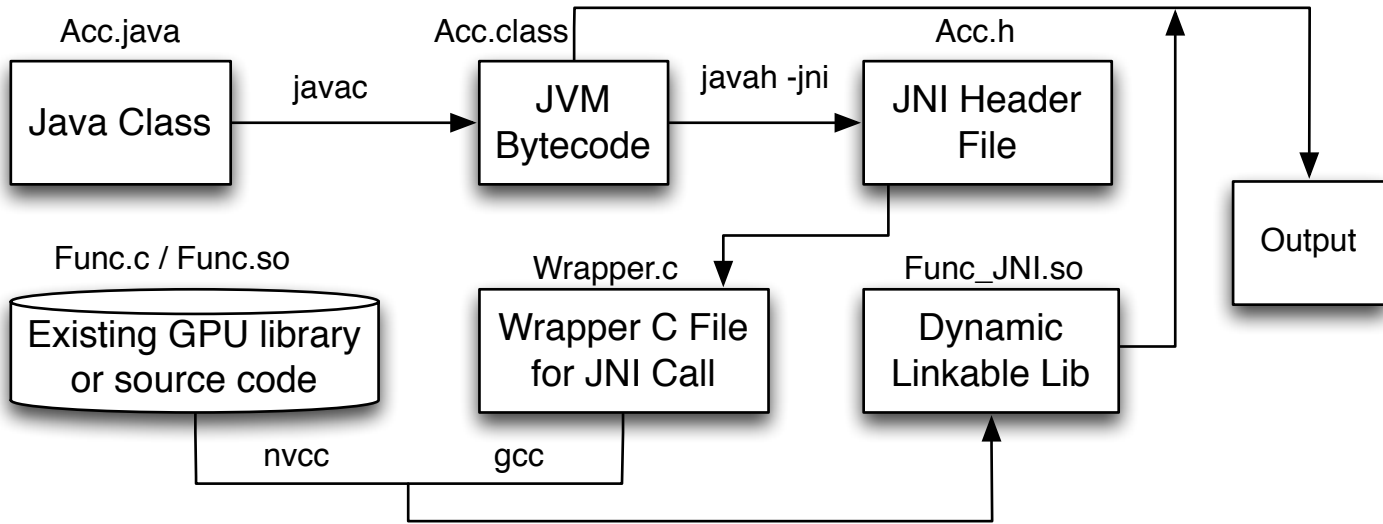 Acc.java
Java Class
javac
Acc.class
JVM
Bytecode
javah -jni
Acc.h
JNI Header
File
Output
Func.c / Func.so
Existing GPU library
or source code
Wrapper.c
Wrapper C File
for JNI Call
Func_JNI.so
Dynamic
Linkable Lib
nvcc
gcc